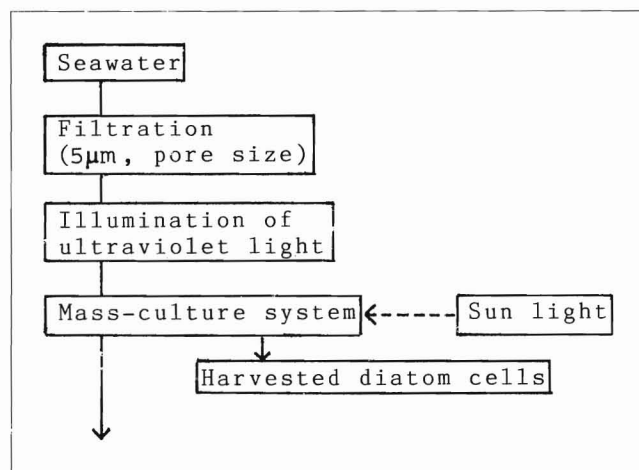 Seawater
Filtration
(5μm, pore size)
Illumination of
ultraviolet light
Mass-culture system
Sun light
Harvested diatom cells